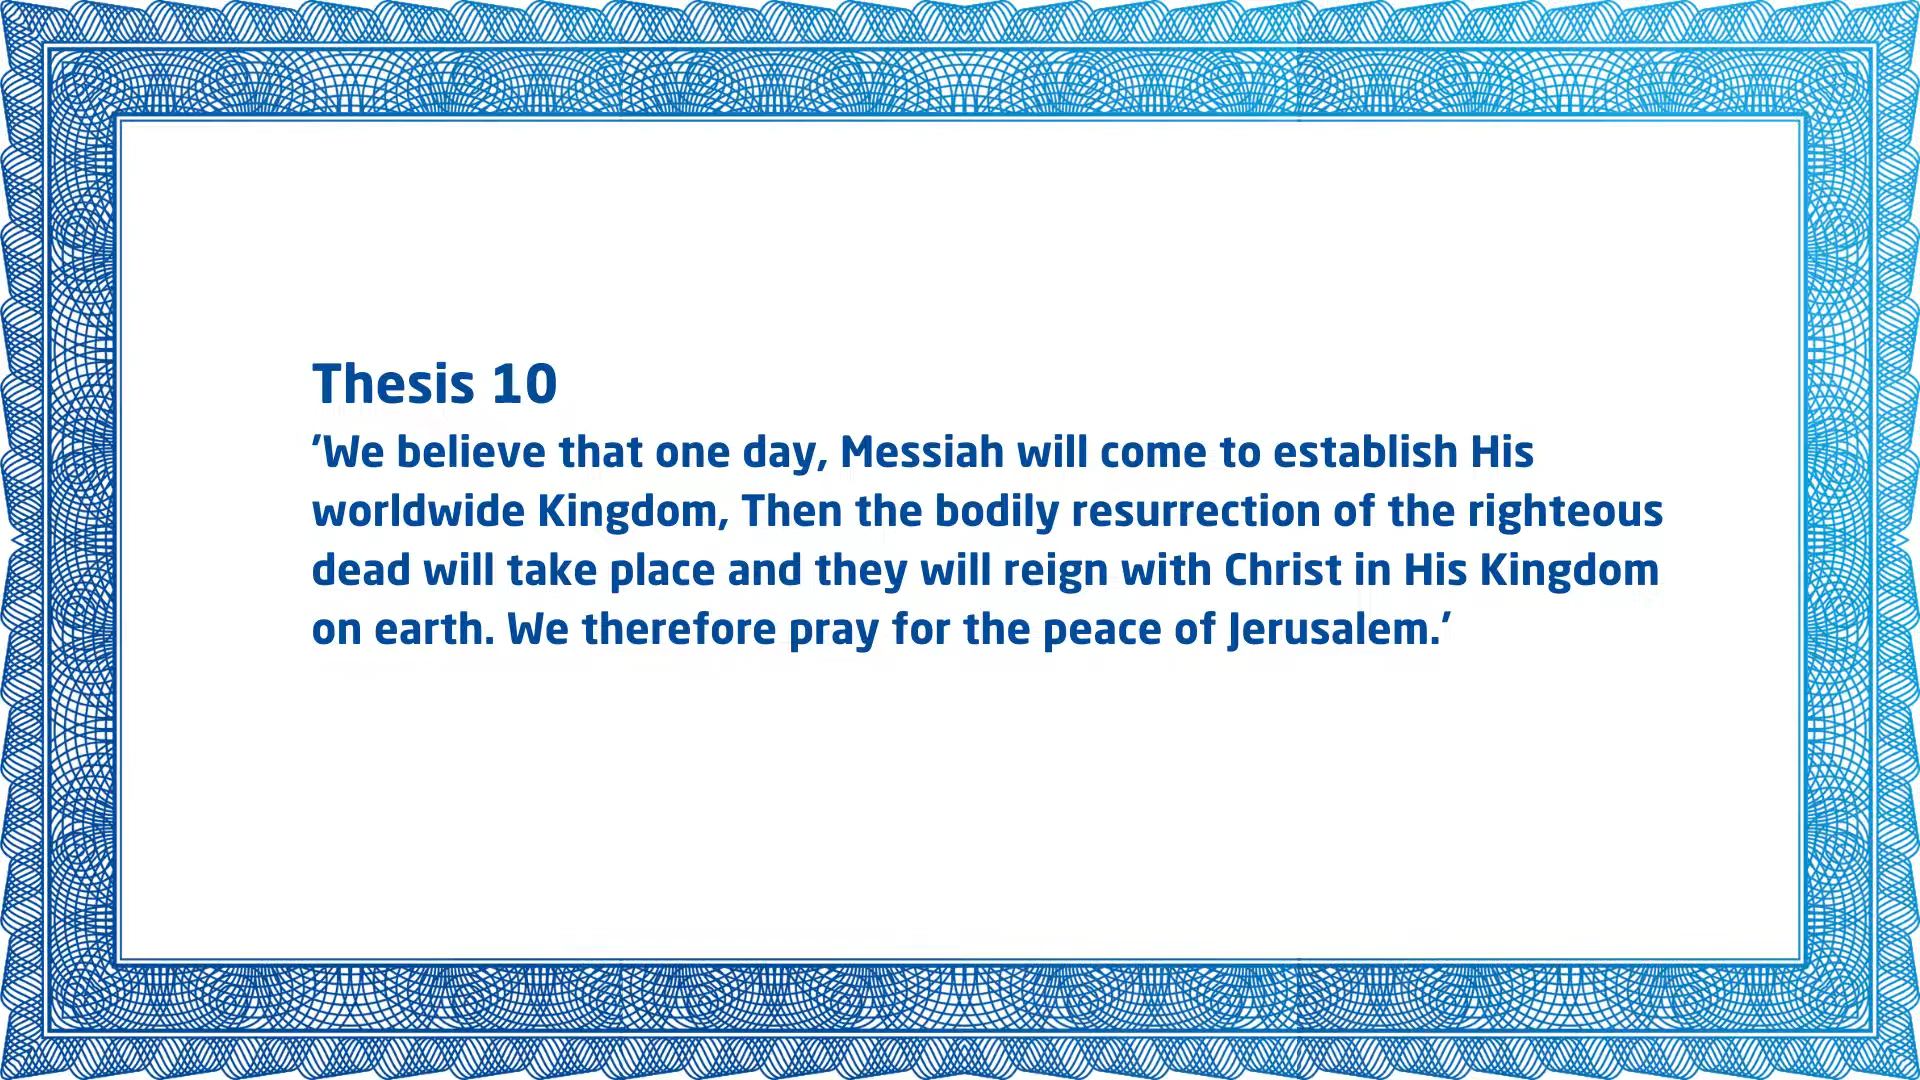 Thesis 10
'We believe that one day, Messiah will come to establish His
worldwide Kingdom, Then the bodily resurrection of the righteous
dead will take place and they will reign with Christ in His Kingdom
on earth. We therefore pray for the peace of Jerusalem.'